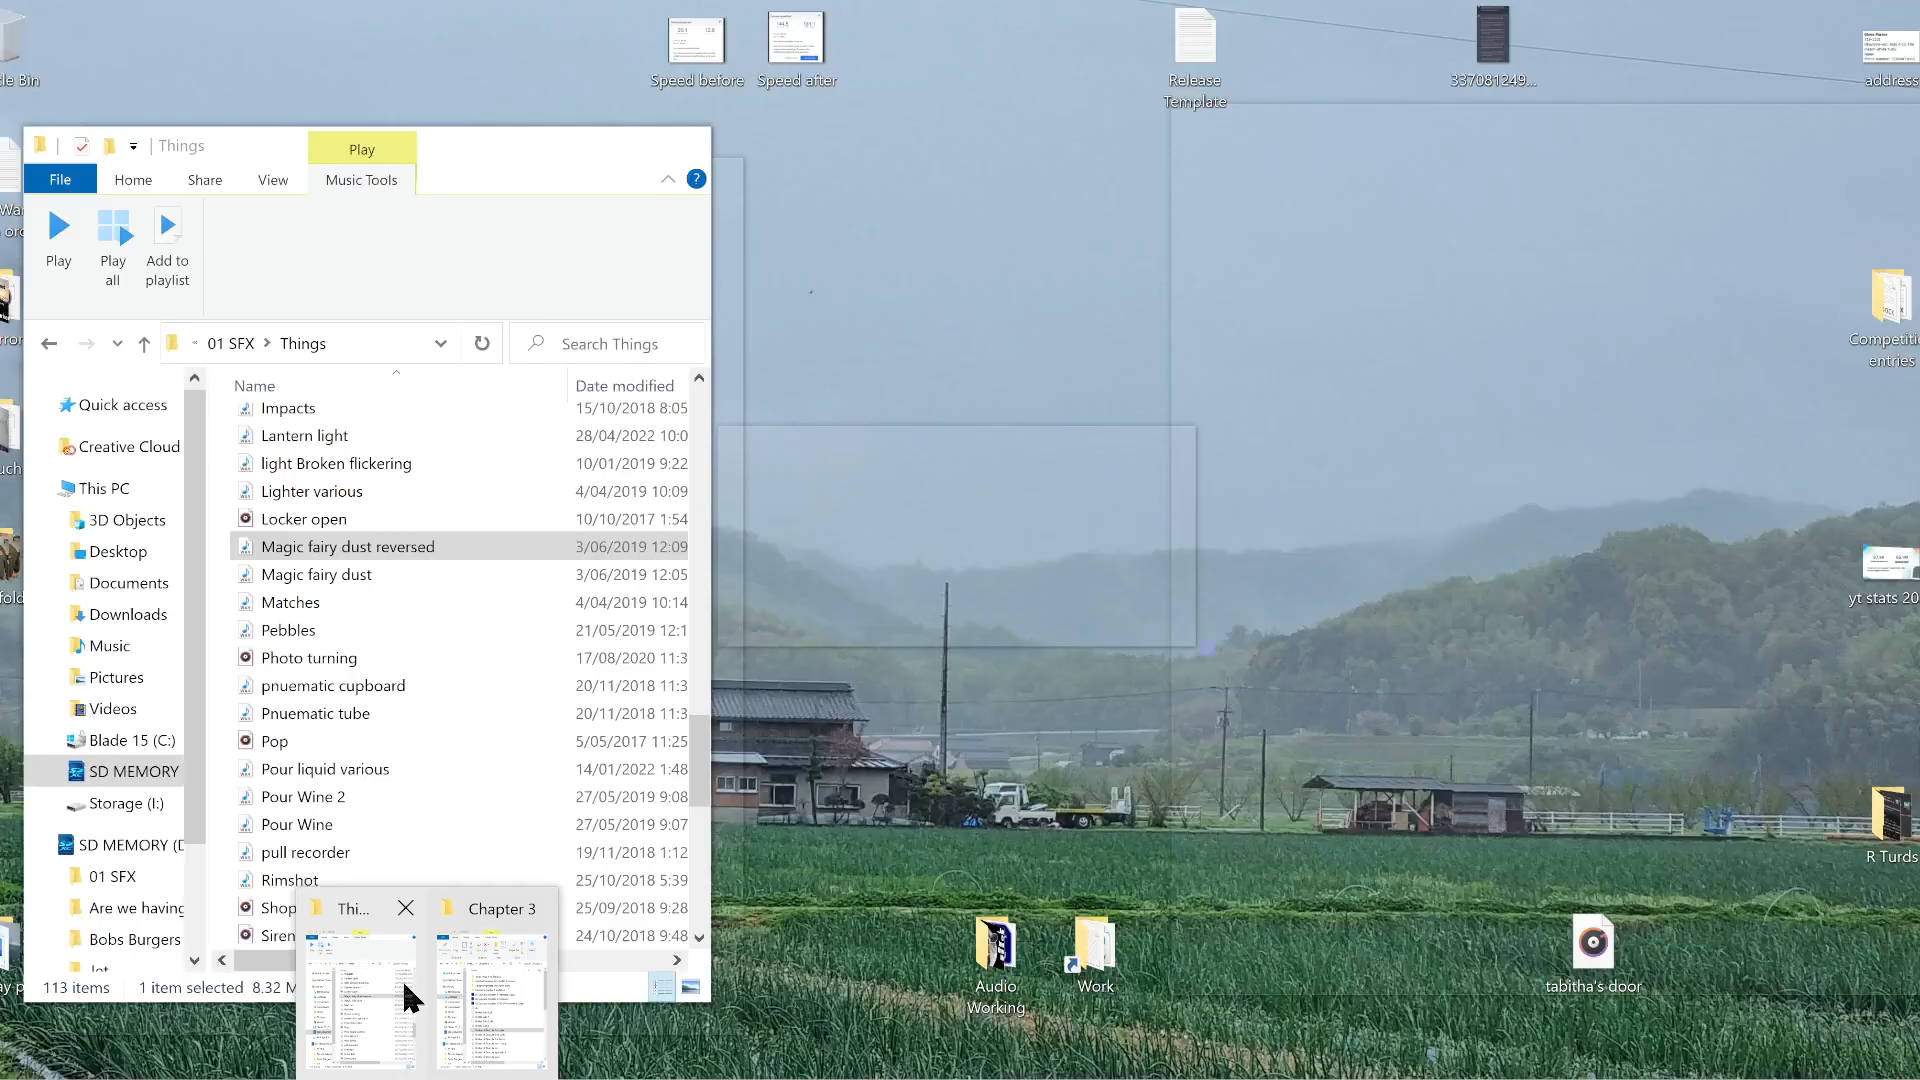 le Bin
Speed before
Speed after
Release
Template
337081249...
address
Things
Play
File
Home
Share
View
Music Tools
Play
Play
all
Add to
playlist
01 SFX
Things
Search Things
Name
Date modified
Quick access
Creative Cloud
This PC
3D Objects
Desktop
Documents
Downloads
Music
Pictures
Videos
Blade 15 (C:)
SD MEMORY
Storage (I:)
SD MEMORY (D
01 SFX
Are we having
Bobs Burgers
Impacts 15/10/2018 8:05
Lantern light 28/04/2022 10:0
light Broken flickering 10/01/2019 9:22
Lighter various 4/04/2019 10:09
Locker open 10/10/2017 1:54
Magic fairy dust reversed 3/06/2019 12:09
Magic fairy dust 3/06/2019 12:05
Matches 4/04/2019 10:14
Pebbles 21/05/2019 12:1
Photo turning 17/08/2020 11:3
pnuematic cupboard 20/11/2018 11:3
Pnuematic tube 20/11/2018 11:3
Pop 5/05/2017 11:25
Pour liquid various 14/01/2022 1:48
Pour Wine 2 27/05/2019 9:08
Pour Wine 27/05/2019 9:07
pull recorder 19/11/2018 1:12
Rimshot 25/10/2018 5:39
Shop 25/09/2018 9:28
Siren 24/10/2018 9:48
113 items
1 item selected 8.32 M
Thi...
Chapter 3
Competitio
entries
yt stats 20
R Turds
Audio
Working
Work
tabitha's door